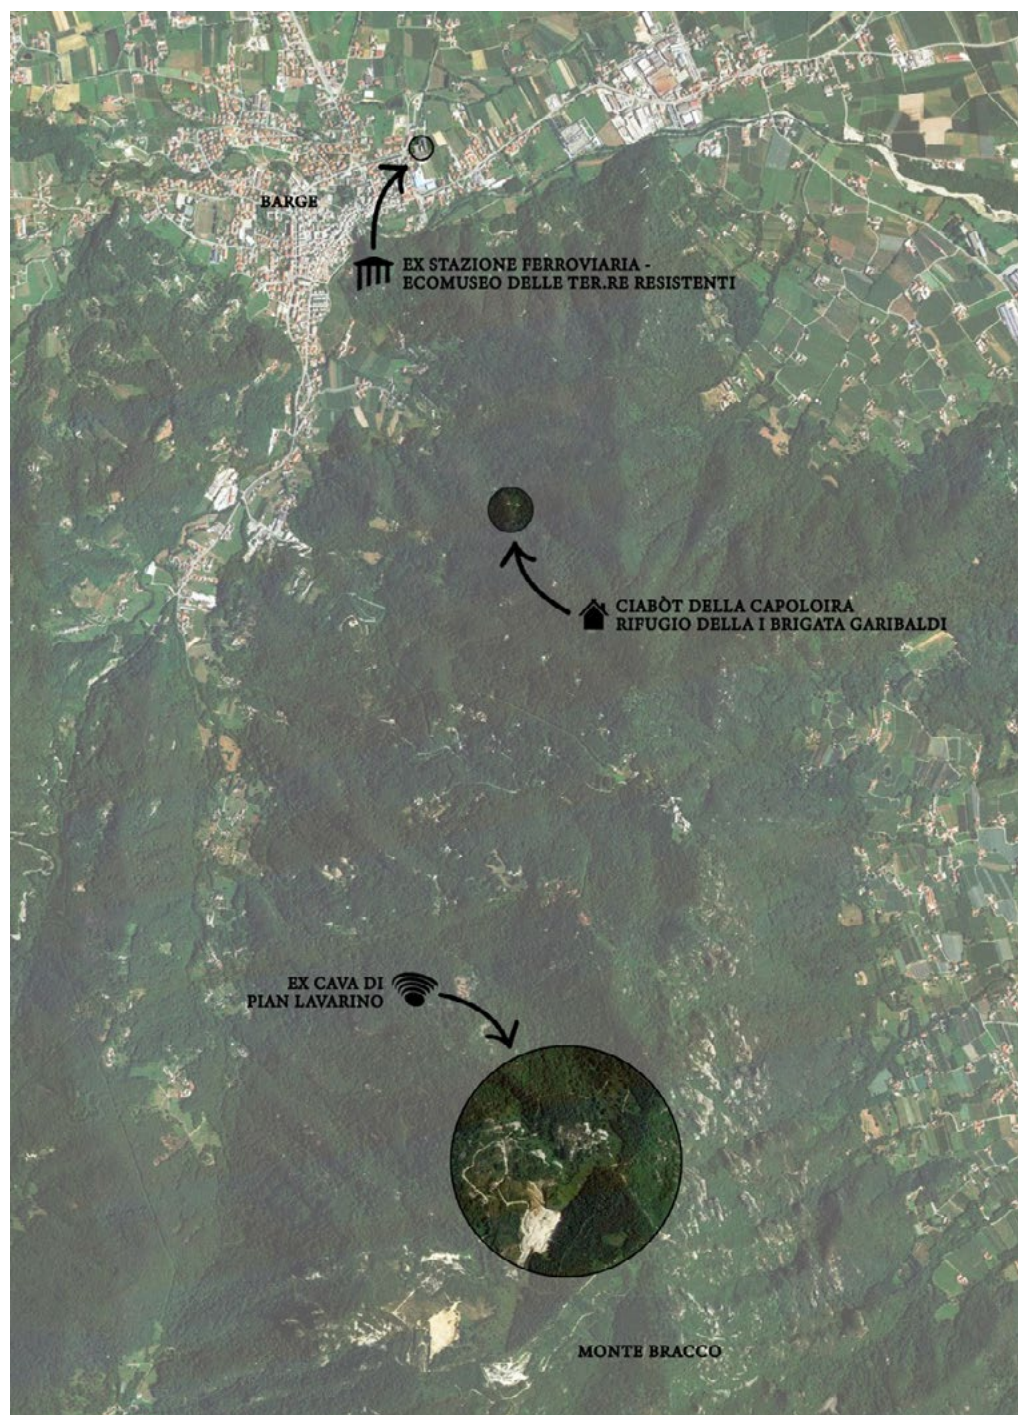 BARGE
EX STAZIONE FERROVIARIA -
ECOMUSEO DELLE TER.RE RESISTENTI
CIABÒT DELLA CAPOLOIRA
RIFUGIO DELLA I BRIGATA GARIBALDI
EX CAVA DI
PIAN LAVARINO
MONTE BRACCO